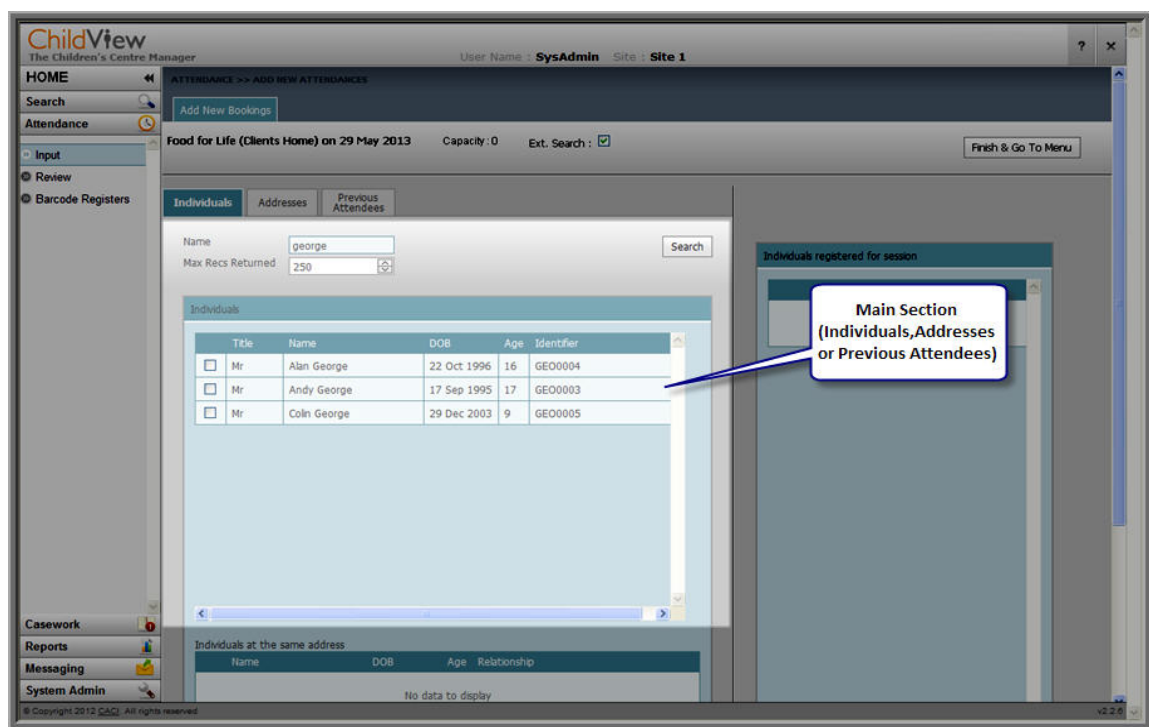 ChildView
The Children's Centre Manager
User Name : SysAdmin Site : Site 1
? ×
HOME
Search
Attendance
Input
Review
Barcode Registers
ATTENDANCE >> ADD NEW ATTENDANCES
Add New Bookings
Food for Life (Clients Home) on 29 May 2013 Capacity : 0 Ext. Search :
Finish & Go To Menu
Individuals Addresses Previous Attendees
Name george Search
Max Recs Returned 250
Individuals
Title Name DOB Age Identifier
Mr Alan George 22 Oct 1996 16 GEO0004
Mr Andy George 17 Sep 1995 17 GEO0003
Mr Colin George 29 Dec 2003 9 GEO0005
Individuals registered for session
Main Section
(Individuals,Addresses
or Previous Attendees)
Individuals at the same address
Name DOB Age Relationship
No data to display
Casework
Reports
Messaging
System Admin
© Copyright 2012 CACI. All rights reserved
v2.2.6